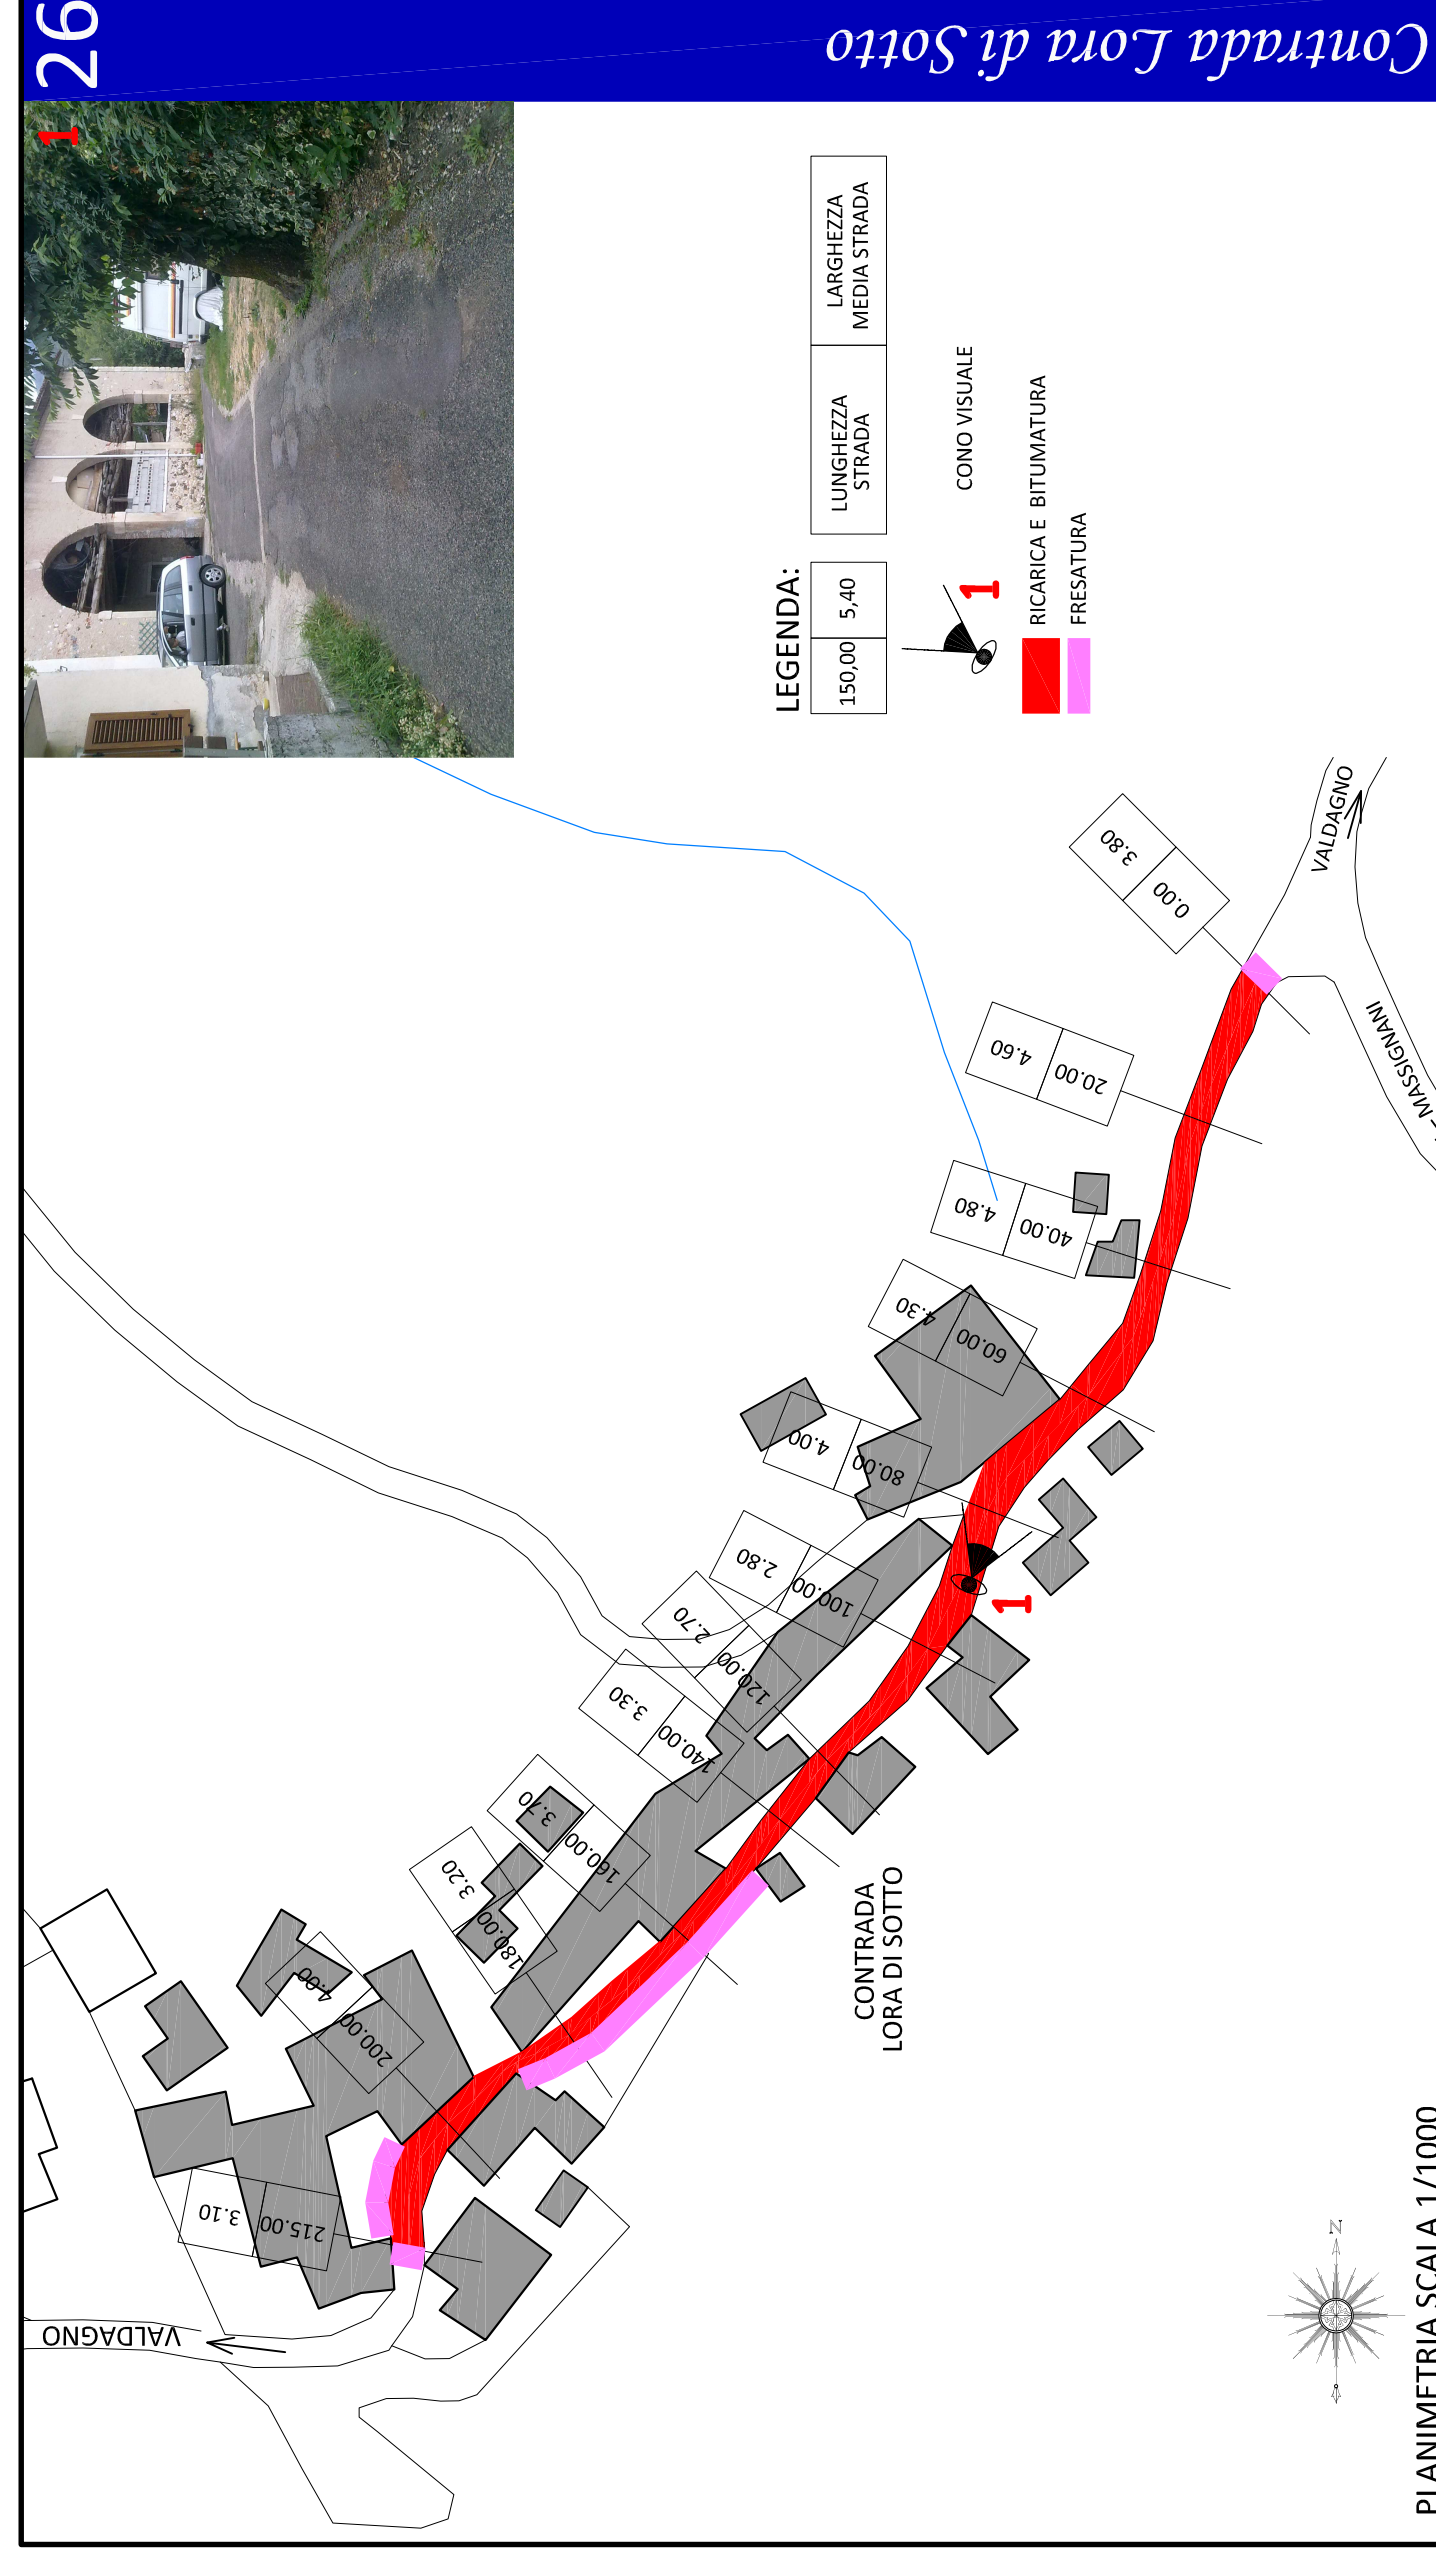 26
Contrada Lora di Sotto
1
LEGENDA:
150,00
5,40
LUNGHEZZA
STRADA
LARGHEZZA
MEDIA STRADA
1
CONO VISUALE
RICARICA E BITUMATURA
FRESATURA
VALDAGNO
- MASSIGNANI
3.80
0.00
4.60
20.00
4.80
40.00
4.30
60.00
4.00
80.00
2.80
100.00
2.70
120.00
3.30
140.00
3.70
160.00
3.20
180.00
4.00
200.00
3.10
215.00
1
CONTRADA
LORA DI SOTTO
VALDAGNO
N
PLANIMETRIA SCALA 1/1000